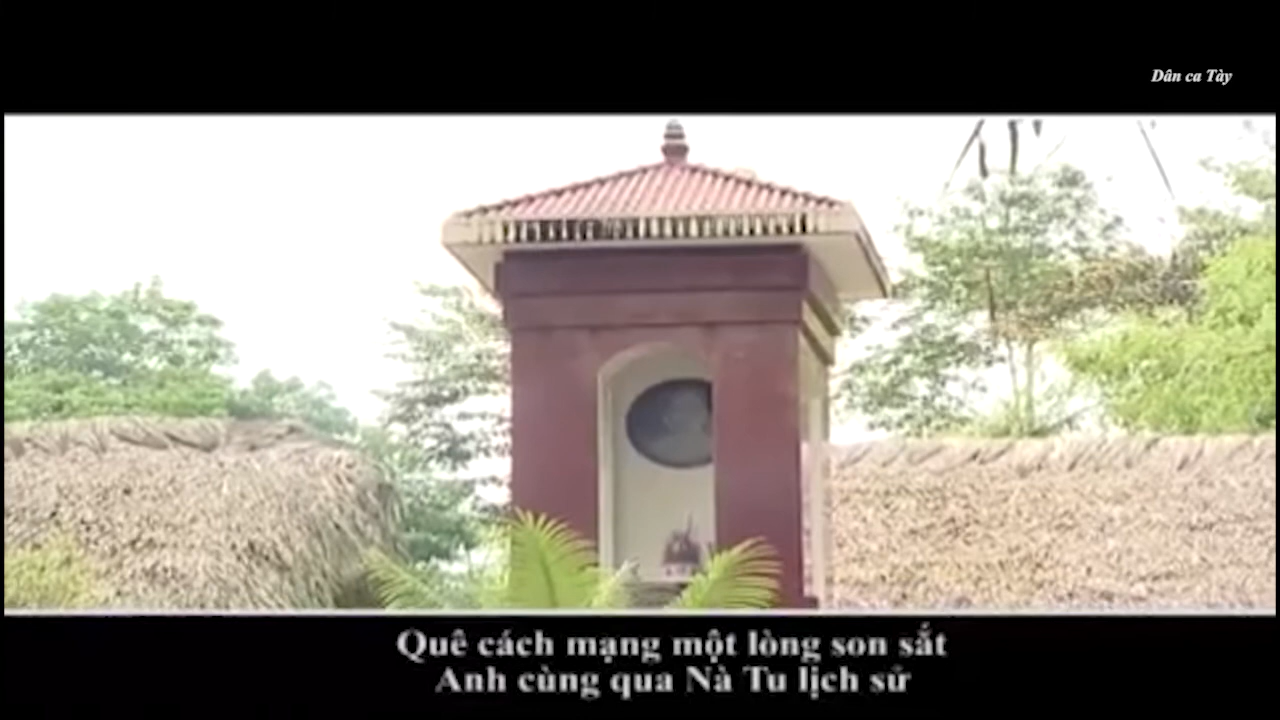 Dân ca Tày
Quê cách mạng một lòng son sắt
Anh cùng qua Nà Tu lịch sử